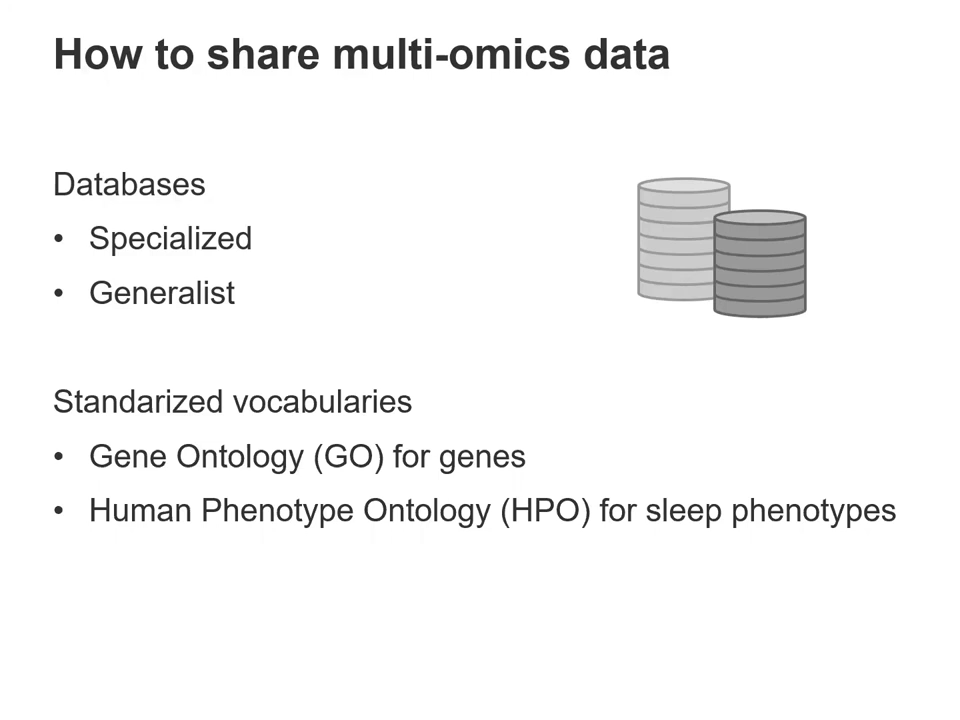 How to share multi-omics data
Databases
• Specialized
• Generalist
Standarized vocabularies
• Gene Ontology (GO) for genes
• Human Phenotype Ontology (HPO) for sleep phenotypes